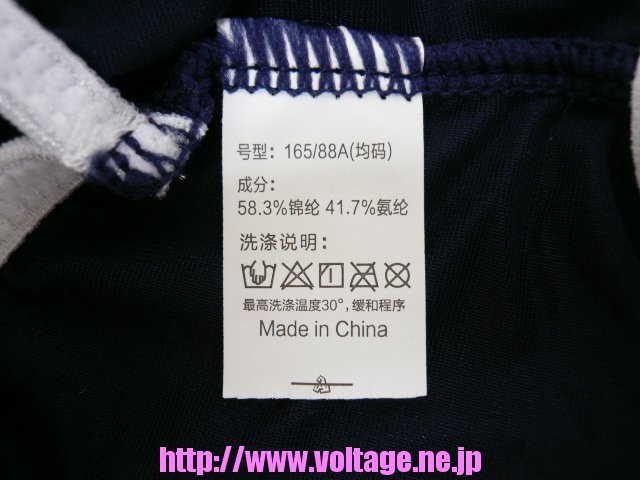 号型：165/88A(均码)
成分：
58.3%锦纶 41.7%氨纶
洗涤说明：
最高洗涤温度30°,缓和程序
Made in China
http://www.voltage.ne.jp